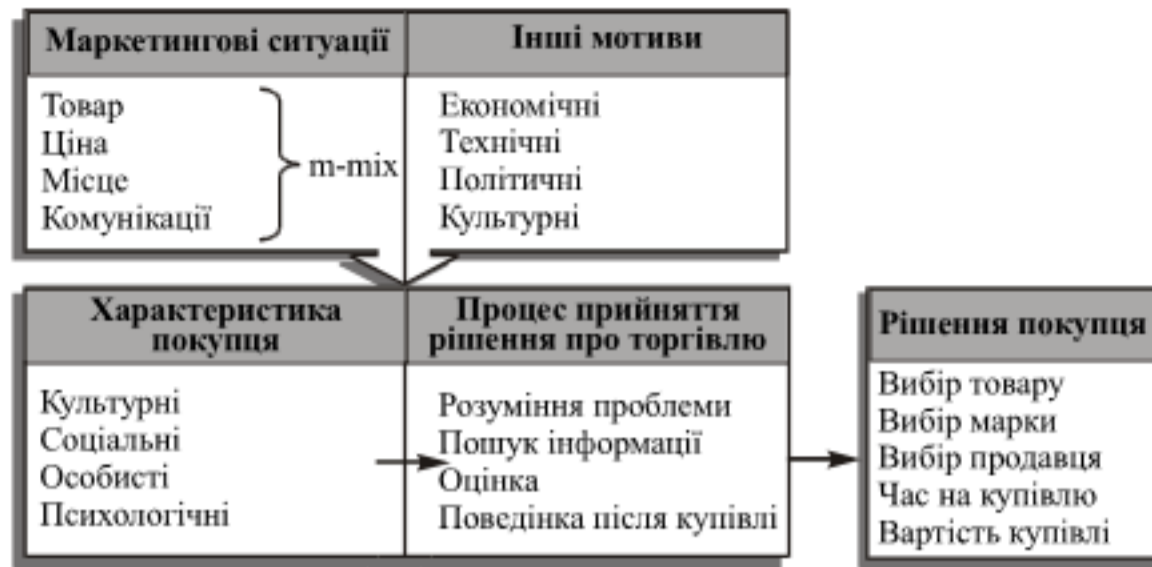 Маркетингові ситуації
Товар
Ціна
Місце
Комунікації
m-mix
Інші мотиви
Економічні
Технічні
Політичні
Культурні
Характеристика
покупця
Культурні
Соціальні
Особисті
Психологічні
Процес прийняття
рішення про торгівлю
Розуміння проблеми
Пошук інформації
Оцінка
Поведінка після купівлі
Рішення покупця
Вибір товару
Вибір марки
Вибір продавця
Час на купівлю
Вартість купівлі